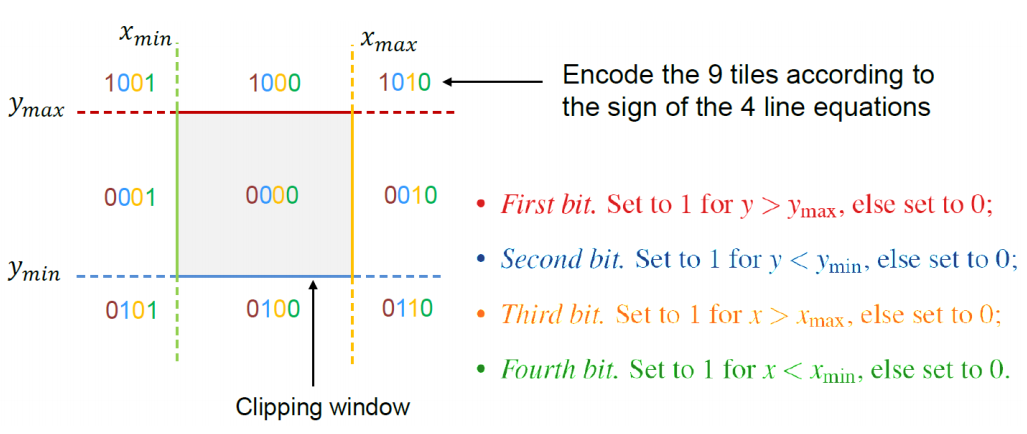 x_min
x_max
1001 1000 1010
Encode the 9 tiles according to
the sign of the 4 line equations
y_max
0001 0000 0010
• First bit. Set to 1 for y > y_max, else set to 0;
• Second bit. Set to 1 for y < y_min, else set to 0;
y_min
0101 0100 0110
• Third bit. Set to 1 for x > x_max, else set to 0;
• Fourth bit. Set to 1 for x < x_min, else set to 0.
Clipping window